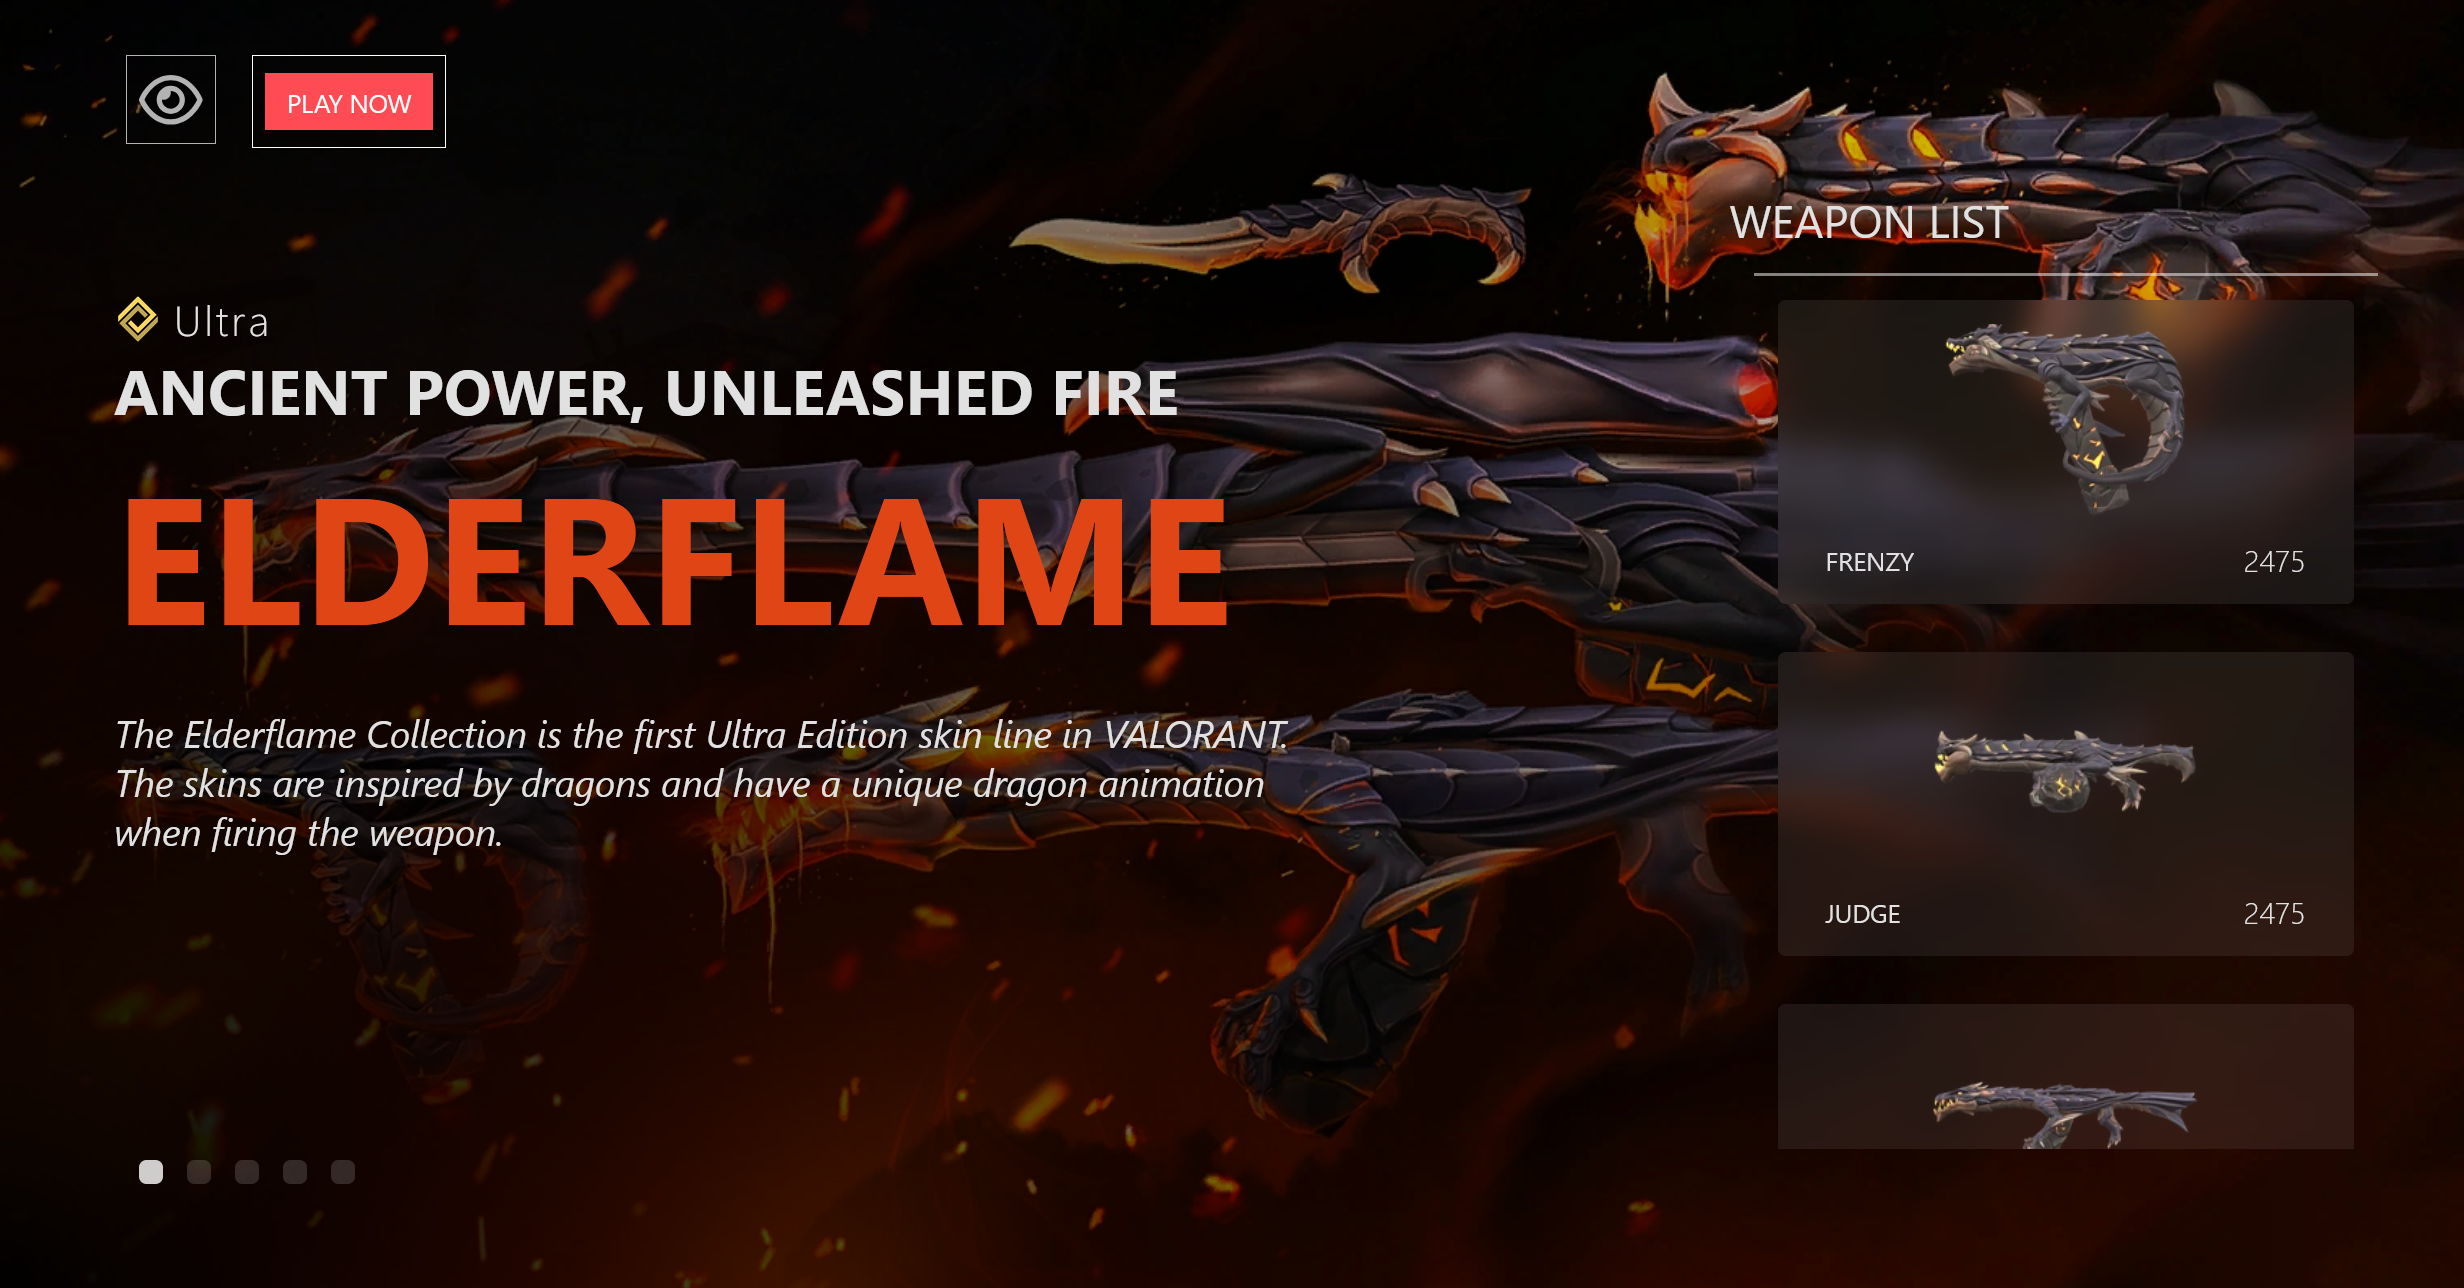 PLAY NOW
WEAPON LIST
Ultra
ANCIENT POWER, UNLEASHED FIRE
ELDERFLAME
The Elderflame Collection is the first Ultra Edition skin line in VALORANT.
The skins are inspired by dragons and have a unique dragon animation
when firing the weapon.
FRENZY 2475
JUDGE 2475